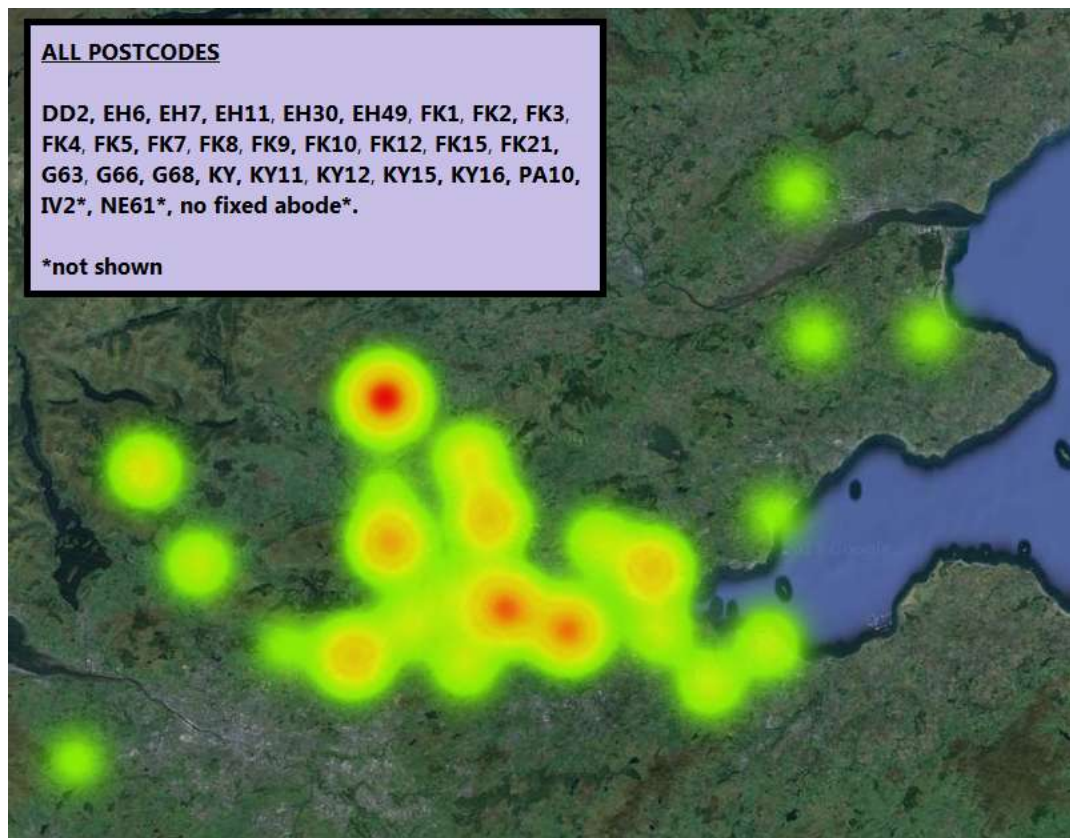 ALL POSTCODES
DD2, EH6, EH7, EH11, EH30, EH49, FK1, FK2, FK3,
FK4, FK5, FK7, FK8, FK9, FK10, FK12, FK15, FK21,
G63, G66, G68, KY, KY11, KY12, KY15, KY16, PA10,
IV2*, NE61*, no fixed abode*.
*not shown